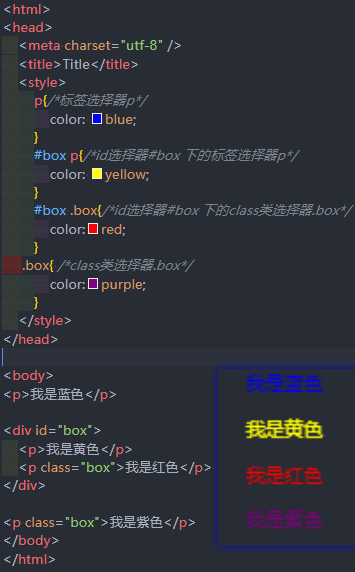 <html>
<head>
<meta charset="utf-8" />
<title>Title</title>
<style>
p{/*标签选择器p*/
color: blue;
}
#box p{/*id选择器#box 下的标签选择器p*/
color: yellow;
}
#box .box{/*id选择器#box 下的class类选择器.box*/
color: red;
}
.box{ /*class类选择器.box*/
color: purple;
}
</style>
</head>
<body>
<p>我是蓝色</p>
<div id="box">
<p>我是黄色</p>
<p class="box">我是红色</p>
</div>
<p class="box">我是紫色</p>
</body>
</html>
我是蓝色
我是黄色
我是红色
我是紫色